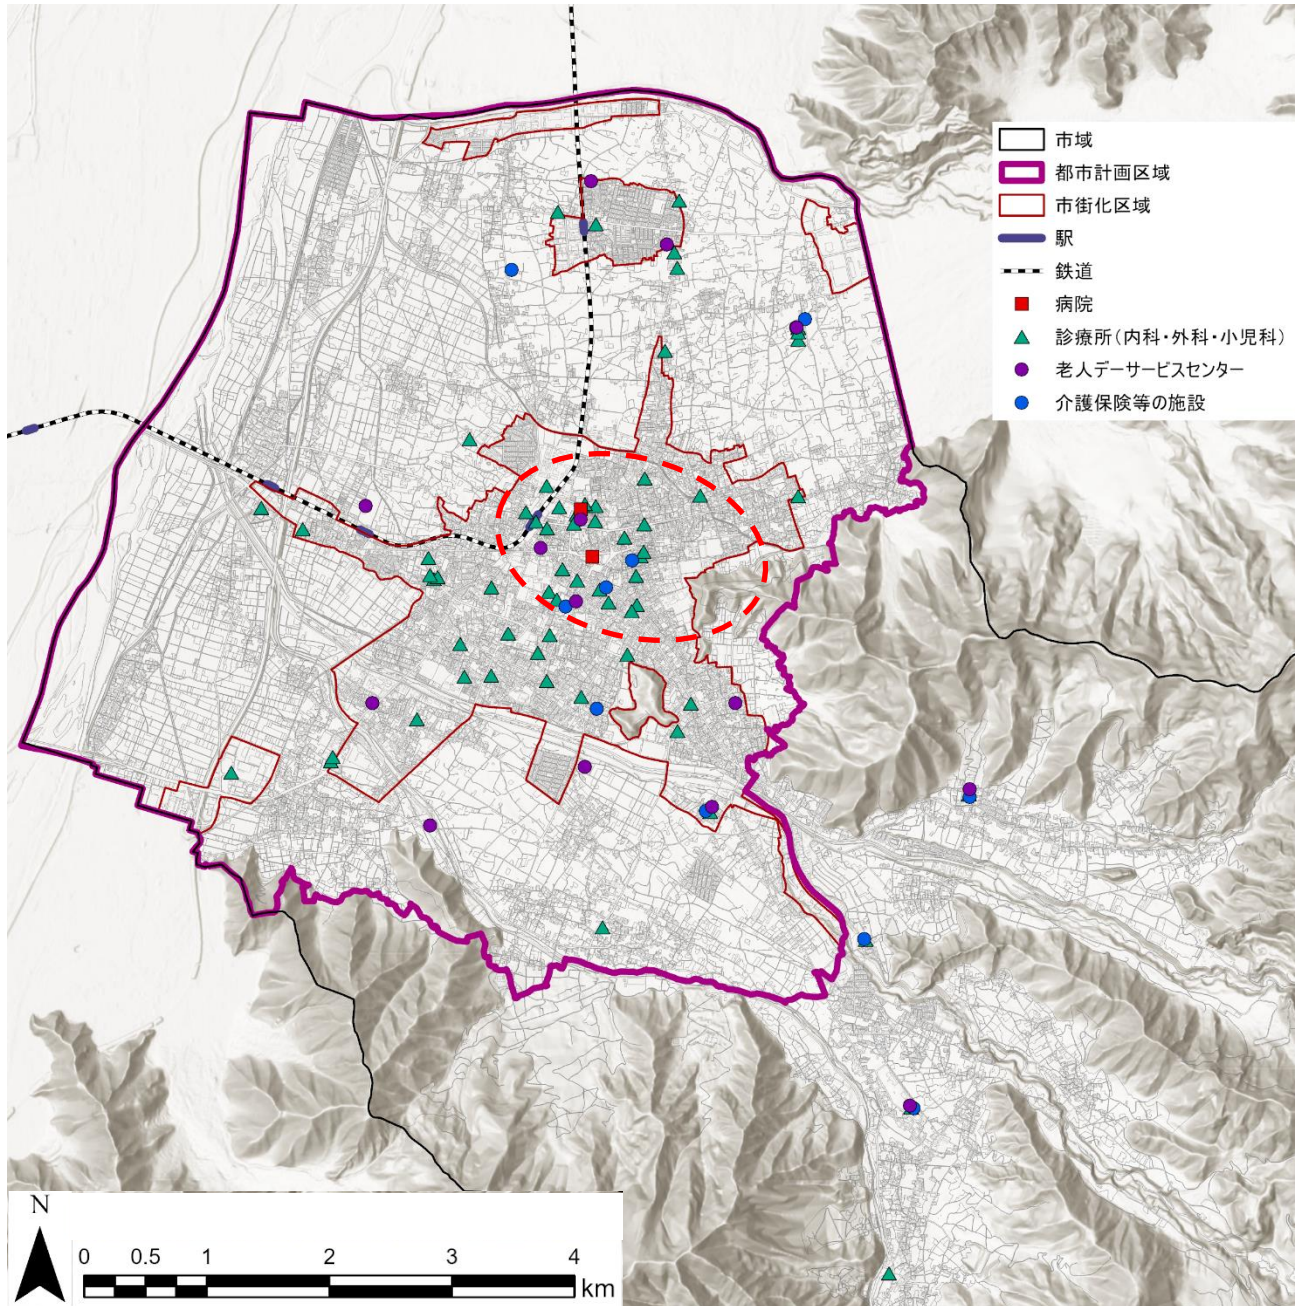 市域
都市計画区域
市街化区域
駅
鉄道
病院
診療所(内科・外科・小児科)
老人デーサービスセンター
介護保険等の施設
N
0 0.5 1 2 3 4
km